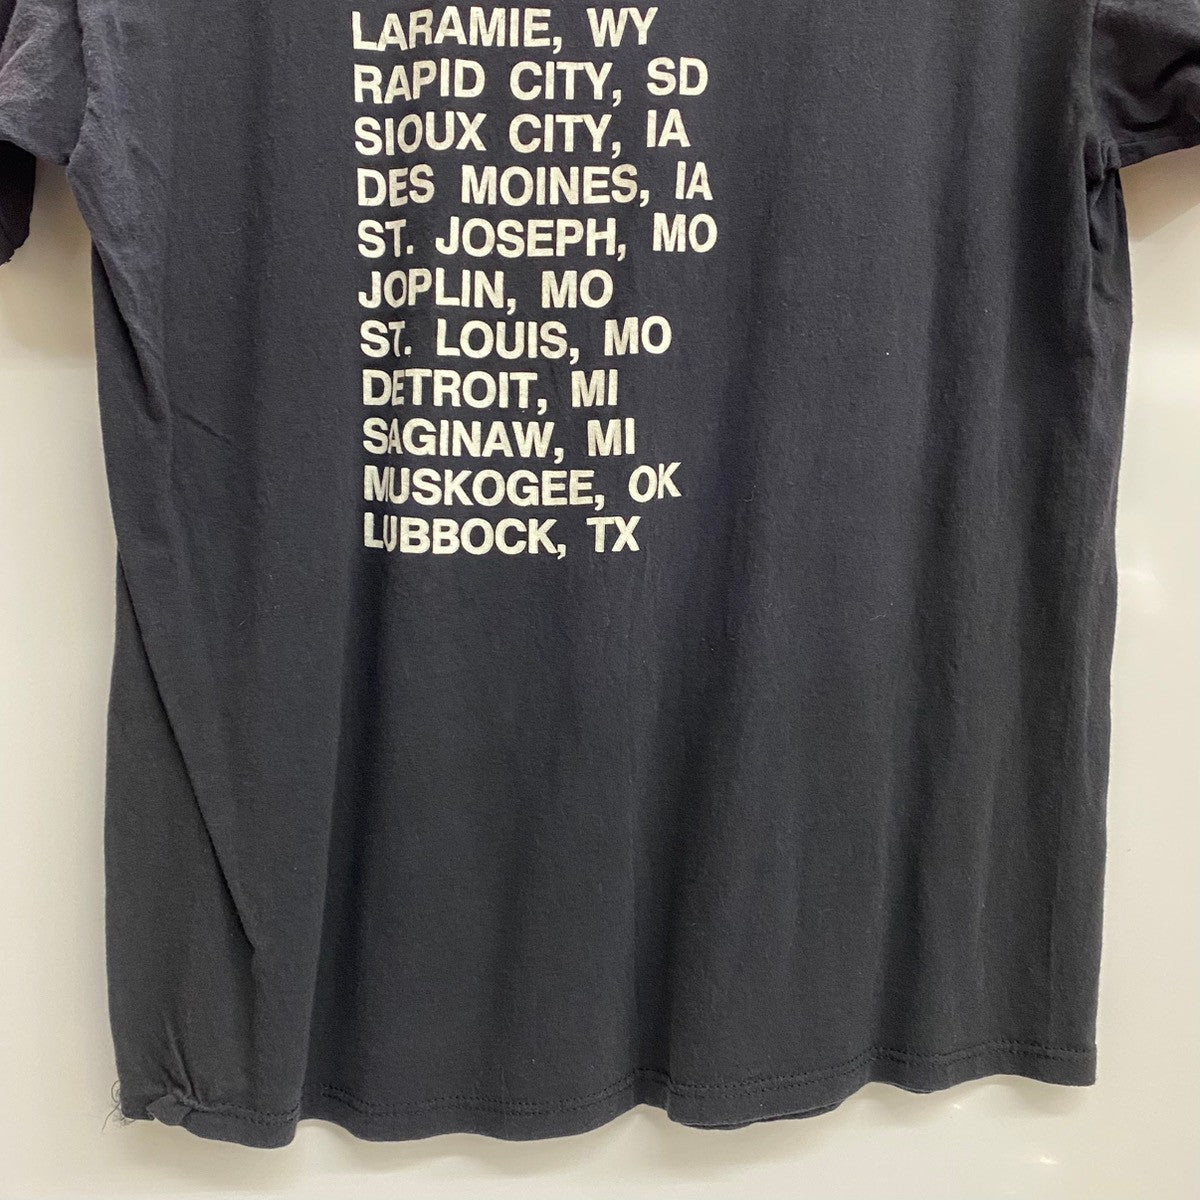 LARAMIE, WY
RAPID CITY, SD
SIOUX CITY, IA
DES MOINES, IA
ST. JOSEPH, MO
JOPLIN, MO
ST. LOUIS, MO
DETROIT, MI
SAGINAW, MI
MUSKOGEE, OK
LUBBOCK, TX